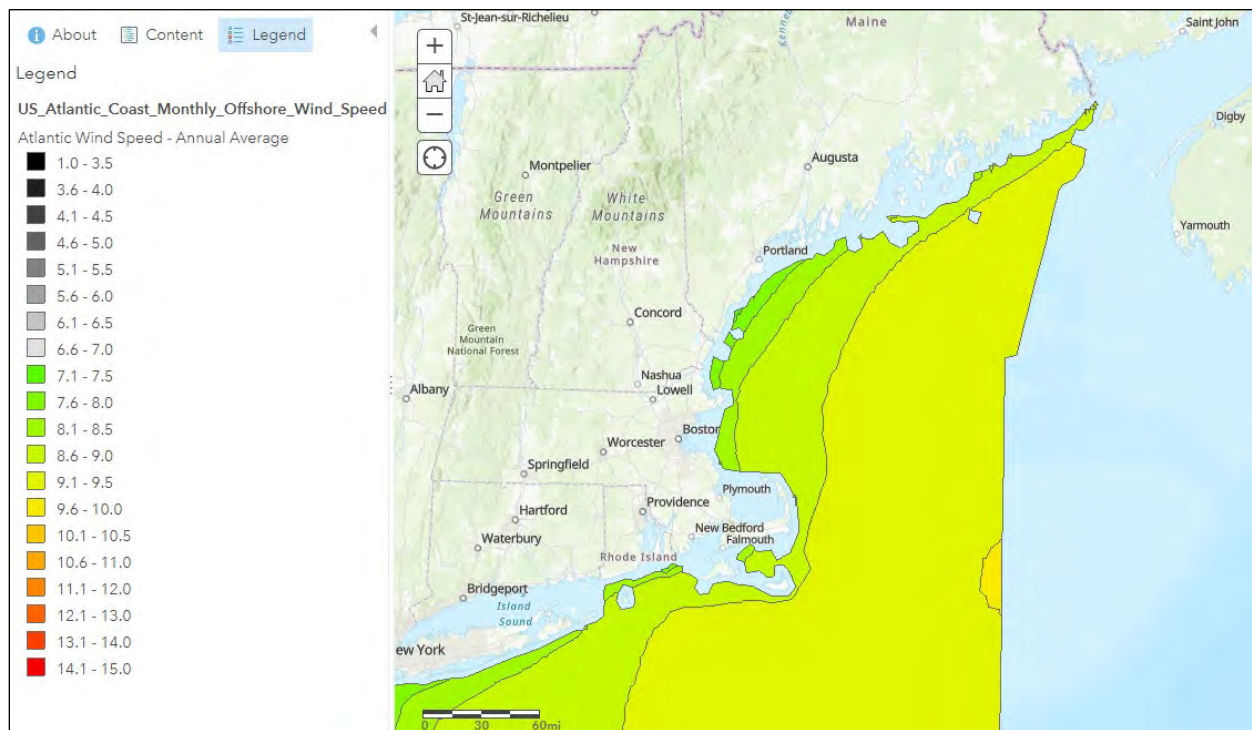 About Content Legend
Legend
US_Atlantic_Coast_Monthly_Offshore_Wind_Speed
Atlantic Wind Speed - Annual Average
1.0 - 3.5
3.6 - 4.0
4.1 - 4.5
4.6 - 5.0
5.1 - 5.5
5.6 - 6.0
6.1 - 6.5
6.6 - 7.0
7.1 - 7.5
7.6 - 8.0
8.1 - 8.5
8.6 - 9.0
9.1 - 9.5
9.6 - 10.0
10.1 - 10.5
10.6 - 11.0
11.1 - 12.0
12.1 - 13.0
13.1 - 14.0
14.1 - 15.0
St-Jean-sur-Richelieu
Maine
Saint John
Digby
Augusta
Montpelier
Green
Mountains
White
Mountains
Yarmouth
New
Hampshire
Portland
Concord
Green
Mountain
National Forest
Nashua
Albany
Lowell
Boston
Worcester
Springfield
Plymouth
Providence
Hartford
New Bedford
Waterbury
Falmouth
Rhode Island
Bridgeport
Island
Sound
ew York
0 30 60mi